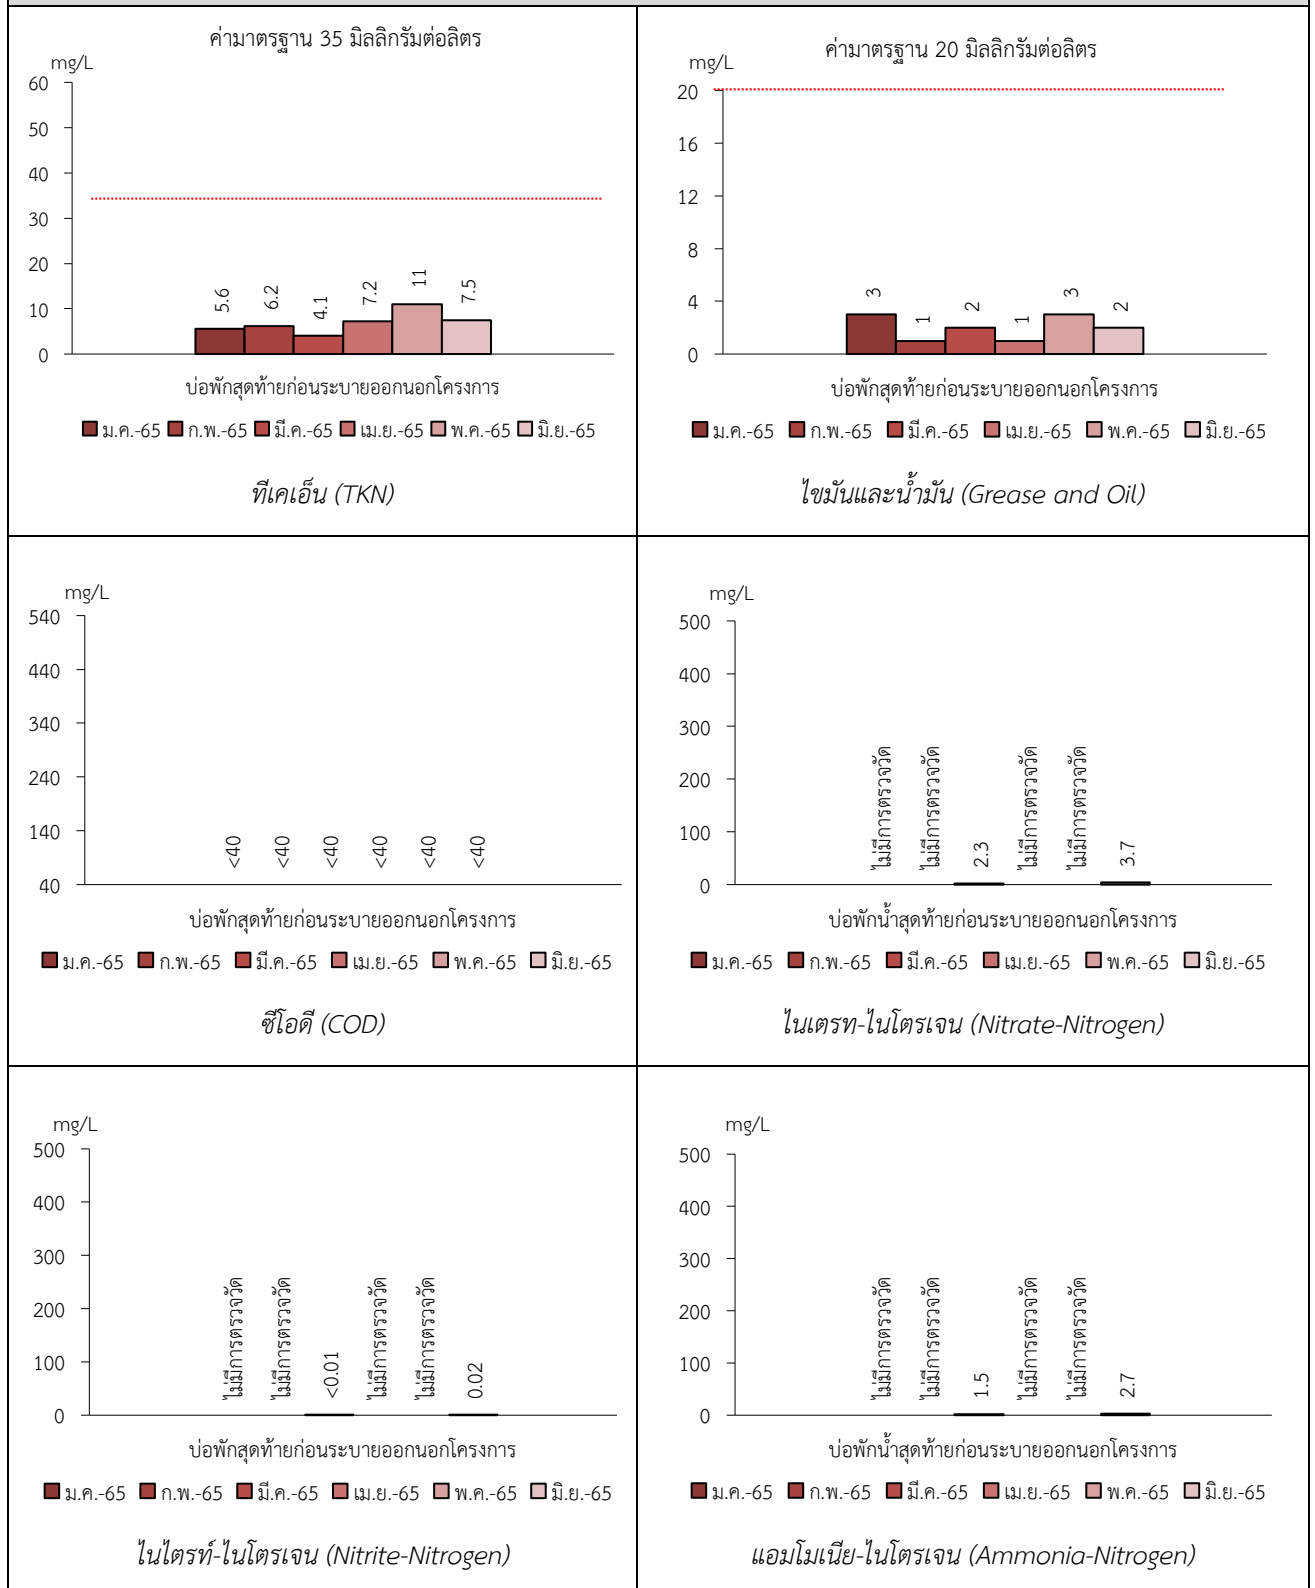 ค่ามาตรฐาน 35 มิลลิกรัมต่อลิตร
mg/L
60
50
40
30
20
10
0
5.6
6.2
4.1
7.2
11
7.5
บ่อพักสุดท้ายก่อนระบายออกนอกโครงการ
ม.ค.-65 ก.พ.-65 มี.ค.-65 เม.ย.-65 พ.ค.-65 มิ.ย.-65
ทีเคเอ็น (TKN)
ค่ามาตรฐาน 20 มิลลิกรัมต่อลิตร
mg/L
20
16
12
8
4
0
3
1
2
1
3
2
บ่อพักสุดท้ายก่อนระบายออกนอกโครงการ
ม.ค.-65 ก.พ.-65 มี.ค.-65 เม.ย.-65 พ.ค.-65 มิ.ย.-65
ไขมันและน้ำมัน (Grease and Oil)
mg/L
540
440
340
240
140
40
<40
<40
<40
<40
<40
<40
บ่อพักสุดท้ายก่อนระบายออกนอกโครงการ
ม.ค.-65 ก.พ.-65 มี.ค.-65 เม.ย.-65 พ.ค.-65 มิ.ย.-65
ซีโอดี (COD)
mg/L
500
400
300
200
100
0
ไม่มีการตรวจวัด
ไม่มีการตรวจวัด
2.3
ไม่มีการตรวจวัด
ไม่มีการตรวจวัด
3.7
บ่อพักน้ำสุดท้ายก่อนระบายออกนอกโครงการ
ม.ค.-65 ก.พ.-65 มี.ค.-65 เม.ย.-65 พ.ค.-65 มิ.ย.-65
ไนเตรท-ไนโตรเจน (Nitrate-Nitrogen)
mg/L
500
400
300
200
100
0
ไม่มีการตรวจวัด
ไม่มีการตรวจวัด
<0.01
ไม่มีการตรวจวัด
ไม่มีการตรวจวัด
0.02
บ่อพักสุดท้ายก่อนระบายออกนอกโครงการ
ม.ค.-65 ก.พ.-65 มี.ค.-65 เม.ย.-65 พ.ค.-65 มิ.ย.-65
ไนไตรท์-ไนโตรเจน (Nitrite-Nitrogen)
mg/L
500
400
300
200
100
0
ไม่มีการตรวจวัด
ไม่มีการตรวจวัด
1.5
ไม่มีการตรวจวัด
ไม่มีการตรวจวัด
2.7
บ่อพักน้ำสุดท้ายก่อนระบายออกนอกโครงการ
ม.ค.-65 ก.พ.-65 มี.ค.-65 เม.ย.-65 พ.ค.-65 มิ.ย.-65
แอมโมเนีย-ไนโตรเจน (Ammonia-Nitrogen)